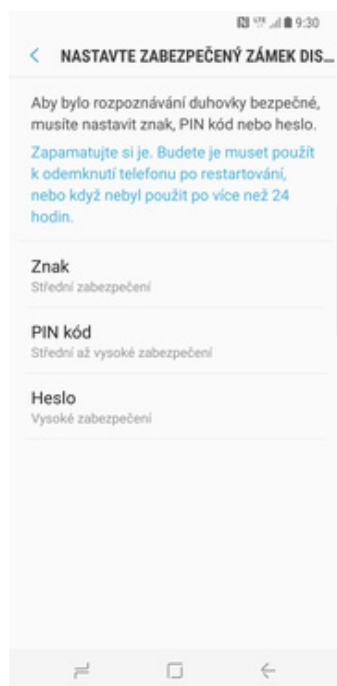 9:30
NASTAVTE ZABEZPEČENÝ ZÁMEK DIS...
Aby bylo rozpoznávání duhovky bezpečné,
musíte nastavit znak, PIN kód nebo heslo.
Zapamatujte si je. Budete je muset použít
k odemknutí telefonu po restartování,
nebo když nebyl použit po více než 24
hodin.
Znak
Střední zabezpečení
PIN kód
Střední až vysoké zabezpečení
Heslo
Vysoké zabezpečení